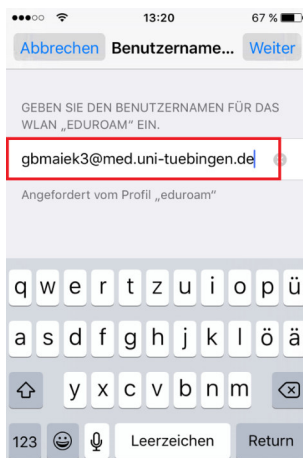 13:20 67 %
Abbrechen Benutzername... Weiter
GEBEN SIE DEN BENUTZERNAMEN FÜR DAS
WLAN „EDUROAM“ EIN.
gbmaiek3@med.uni-tuebingen.de
Angefordert vom Profil „eduroam“
q w e r t z u i o p ü
a s d f g h j k l ö ä
y x c v b n m
123 Leerzeichen Return